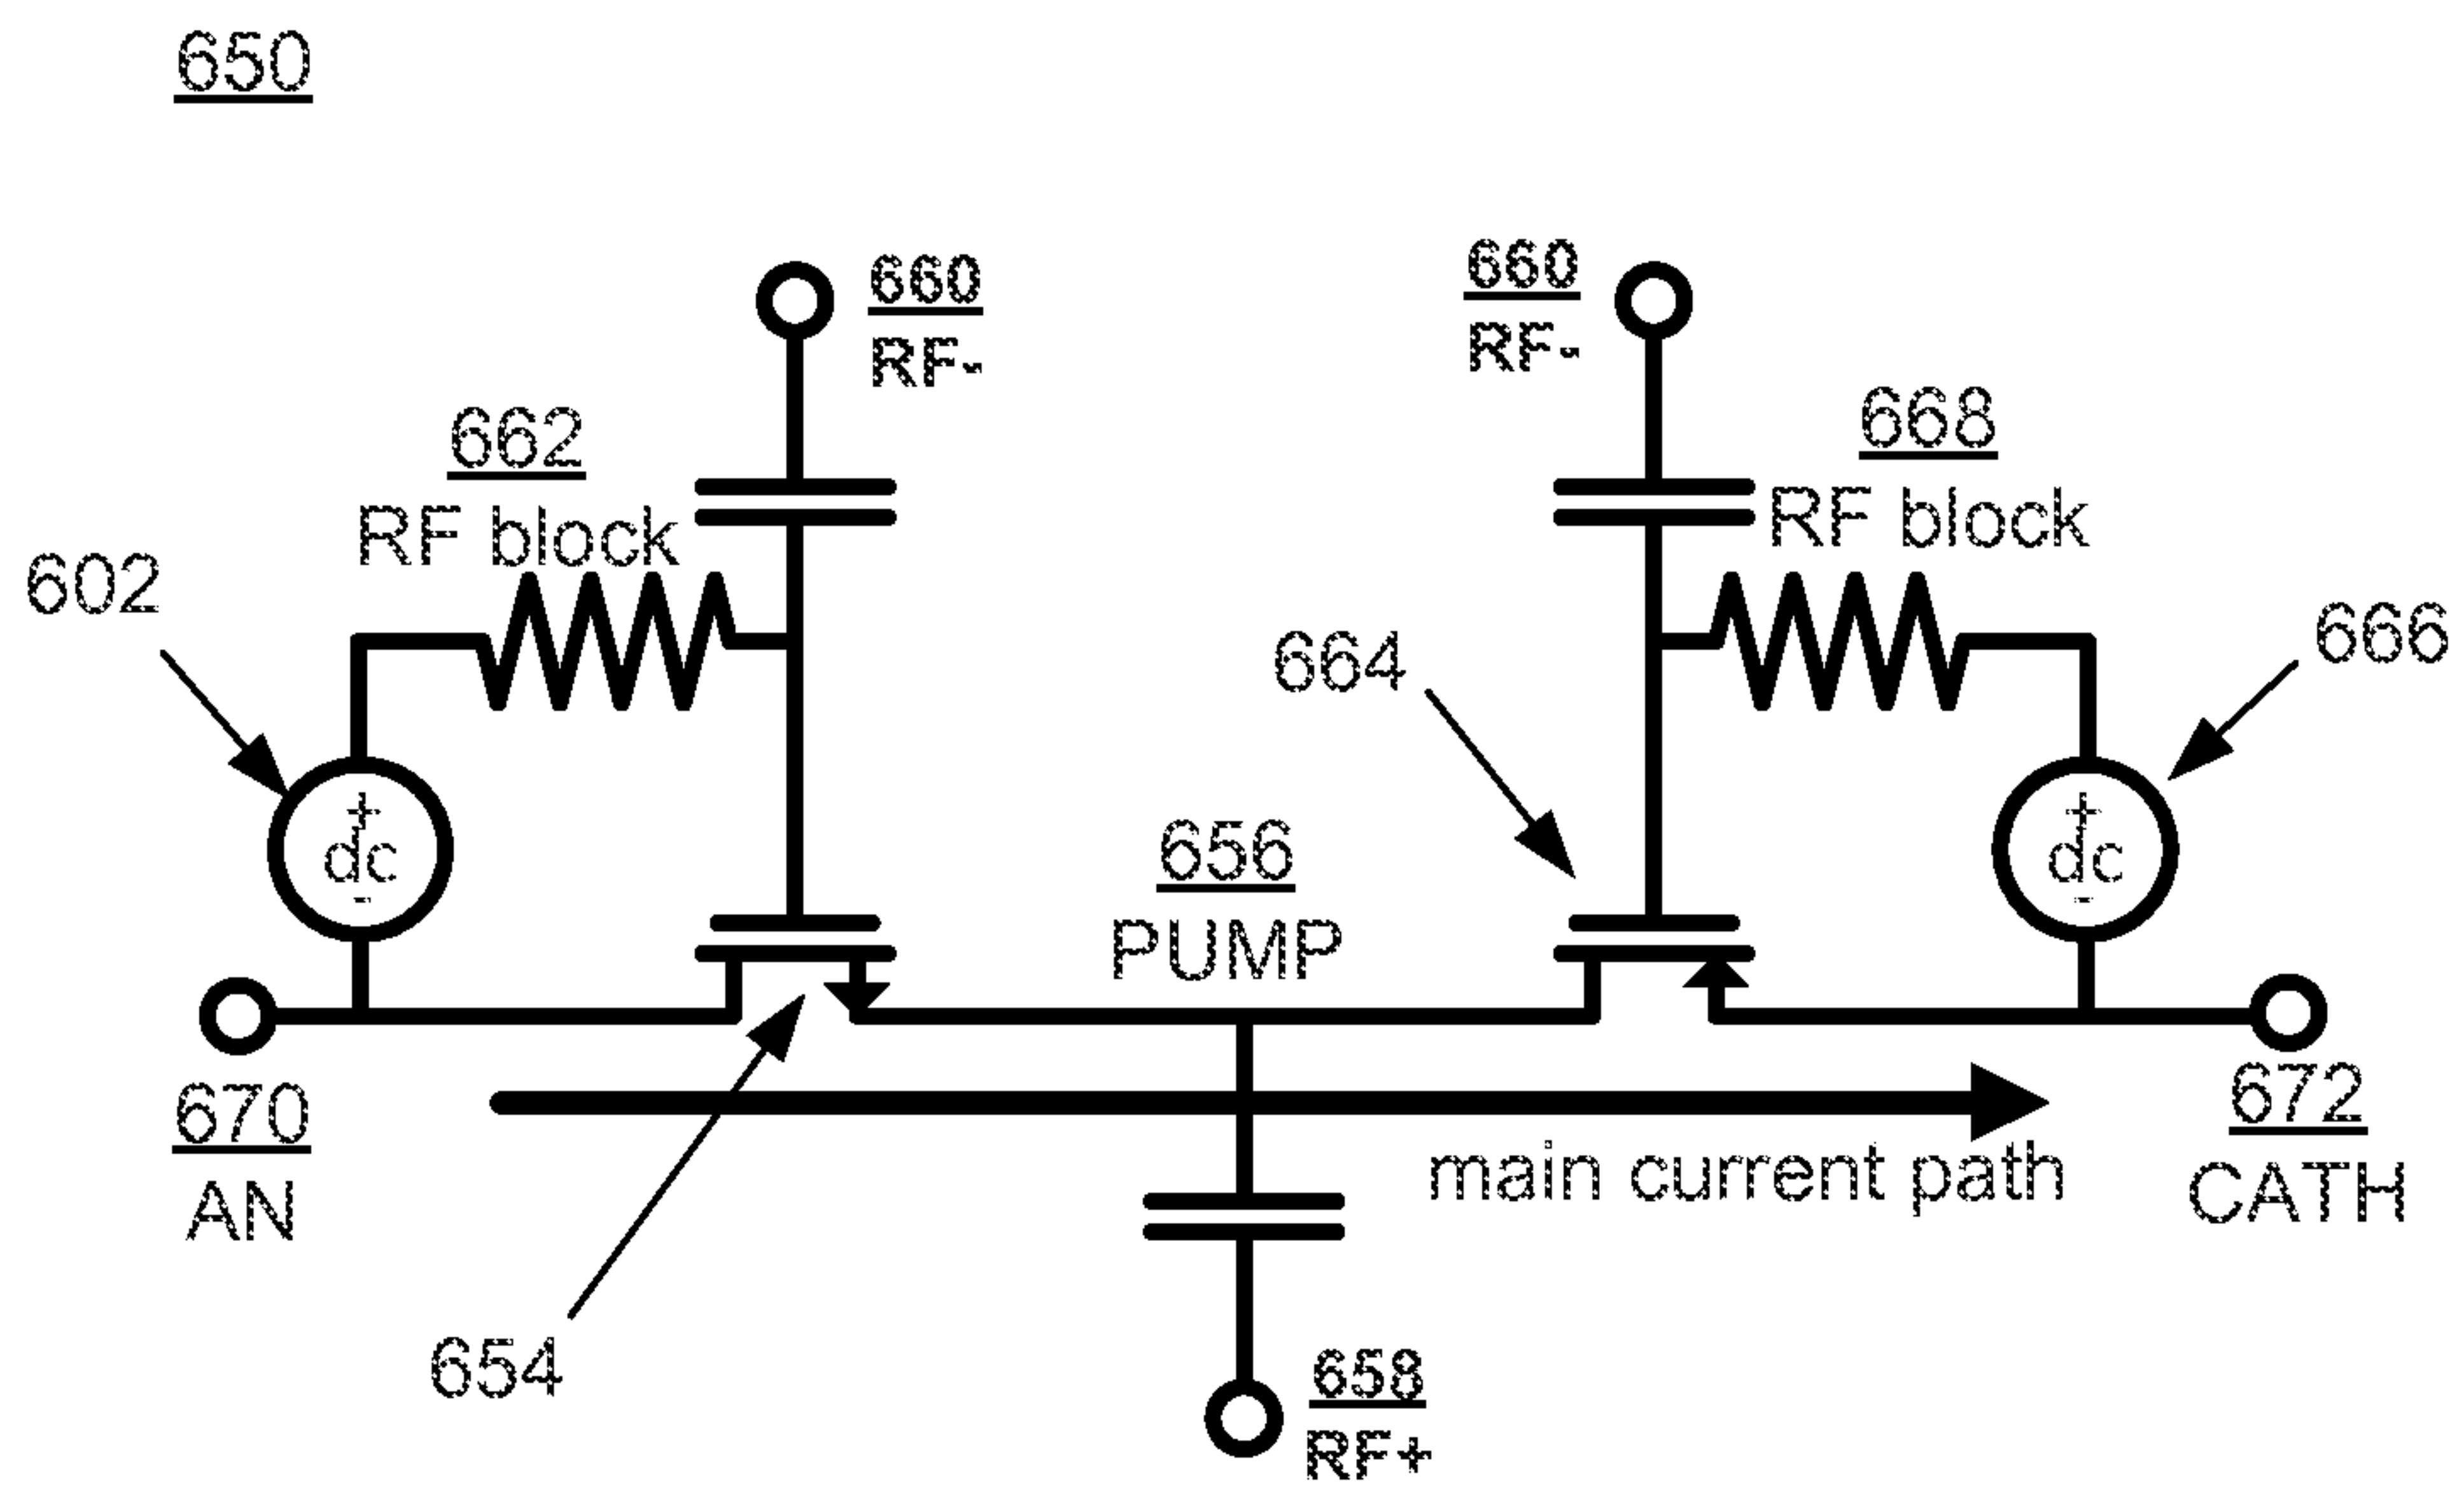 650
660
RF-
660
RF-
662
RF block
668
RF block
602
664
666
+
dc
-
+
dc
-
656
PUMP
670
AN
672
CATH
main current path
654
658
RF+